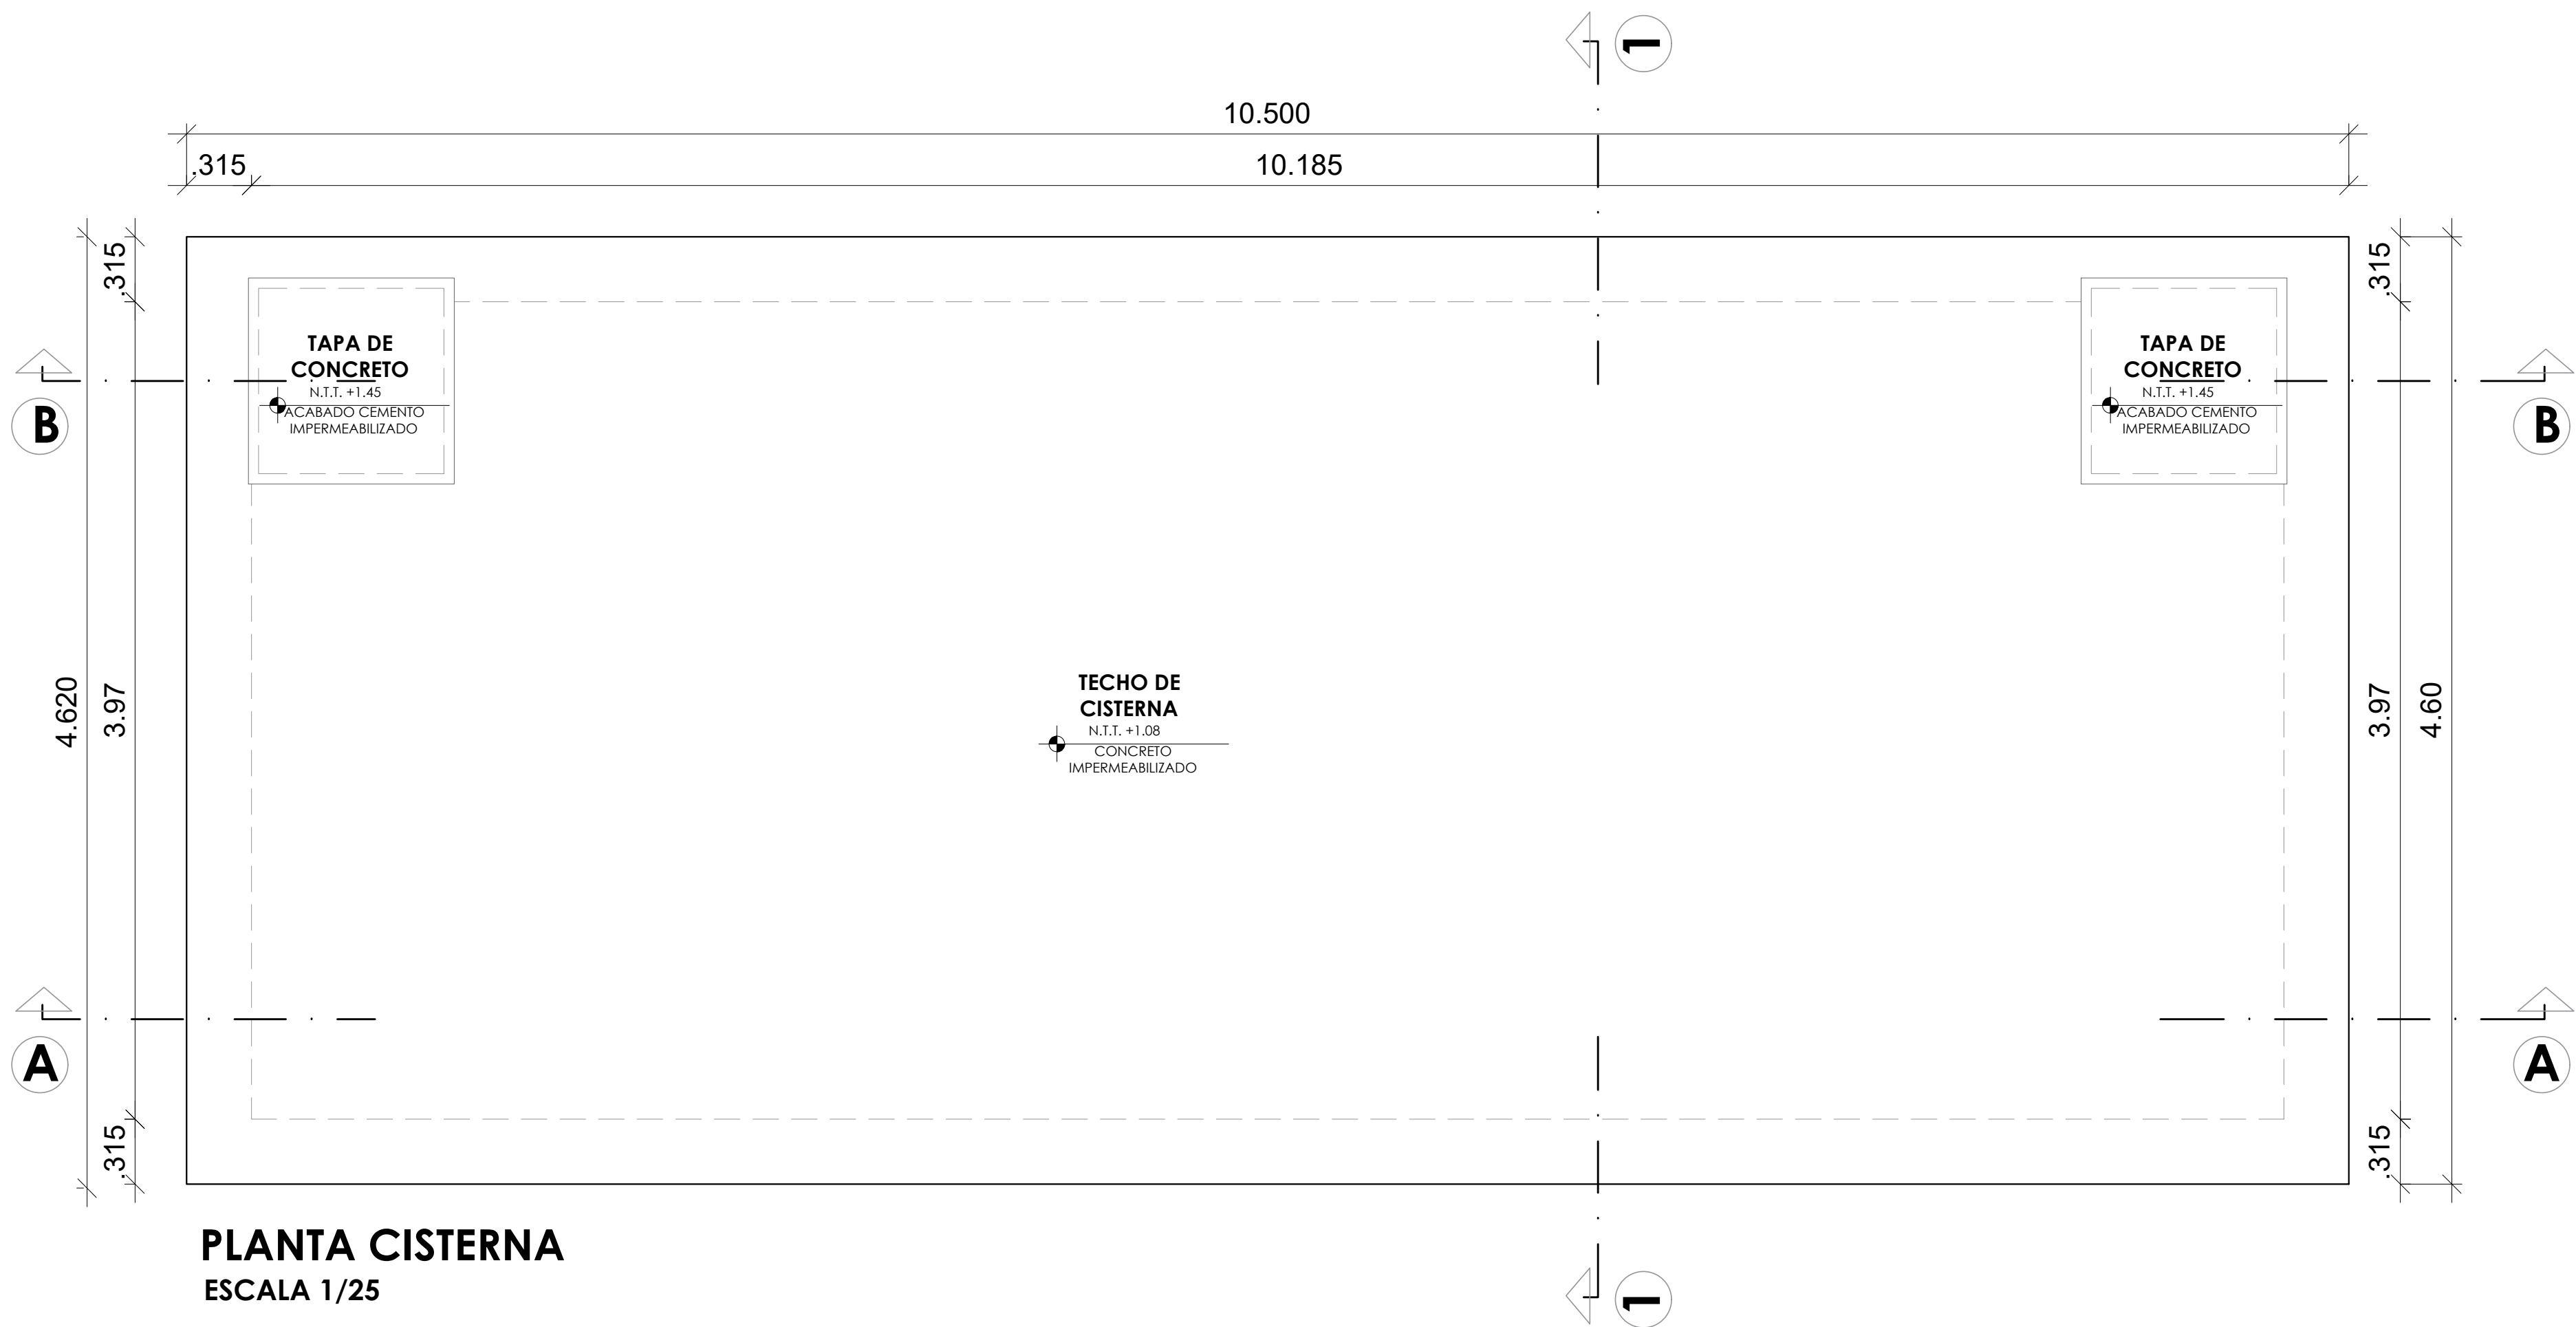 1
10.500
.315
10.185
.315
.315
TAPA DE
CONCRETO
N.T.T. +1.45
ACABADO CEMENTO
IMPERMEABILIZADO
TAPA DE
CONCRETO
N.T.T. +1.45
ACABADO CEMENTO
IMPERMEABILIZADO
B
B
4.620
3.97
TECHO DE
CISTERNA
N.T.T. +1.08
CONCRETO
IMPERMEABILIZADO
3.97
4.60
A
A
.315
.315
PLANTA CISTERNA
ESCALA 1/25
1